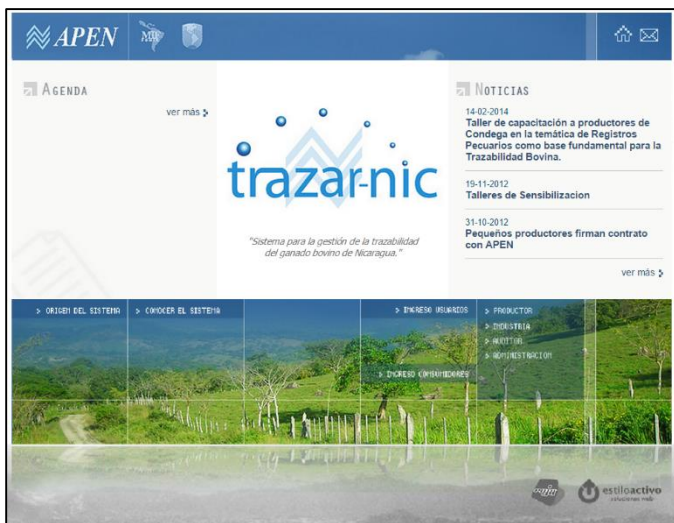 APEN
AGENDA
ver más
trazar-nic
"Sistema para la gestión de la trazabilidad
del ganado bovino de Nicaragua."
NOTICIAS
14-02-2014
Taller de capacitación a productores de
Condega en la temática de Registros
Pecuarios como base fundamental para la
Trazabilidad Bovina.
19-11-2012
Talleres de Sensibilizacion
31-10-2012
Pequeños productores firman contrato
con APEN
ver más
> ORIGEN DEL SISTEMA
> CONOCER EL SISTEMA
> INGRESO USUARIOS
> PRODUCTOR
> INDUSTRIA
> AUDITOR
> ADMINISTRACION
> INGRESO CONSUMIDORES
estiloactivo
soluciones web